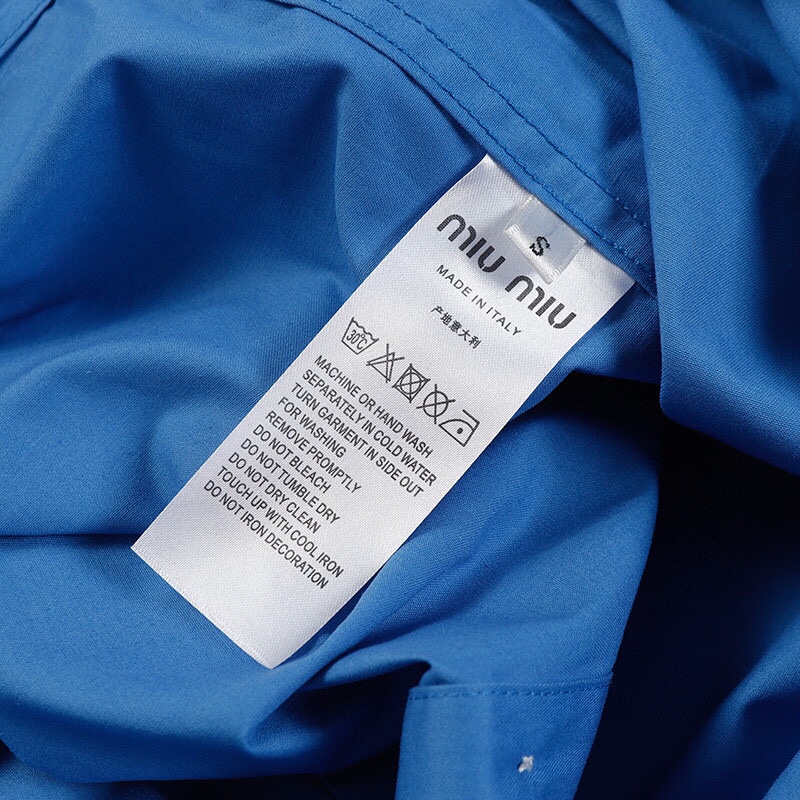 S
miu miu
MADE IN ITALY
产地意大利
30℃
MACHINE OR HAND WASH
SEPARATELY IN COLD WATER
TURN GARMENT IN SIDE OUT
FOR WASHING
REMOVE PROMPTLY
DO NOT BLEACH
DO NOT TUMBLE DRY
DO NOT DRY CLEAN
TOUCH UP WITH COOL IRON
DO NOT IRON DECORATION